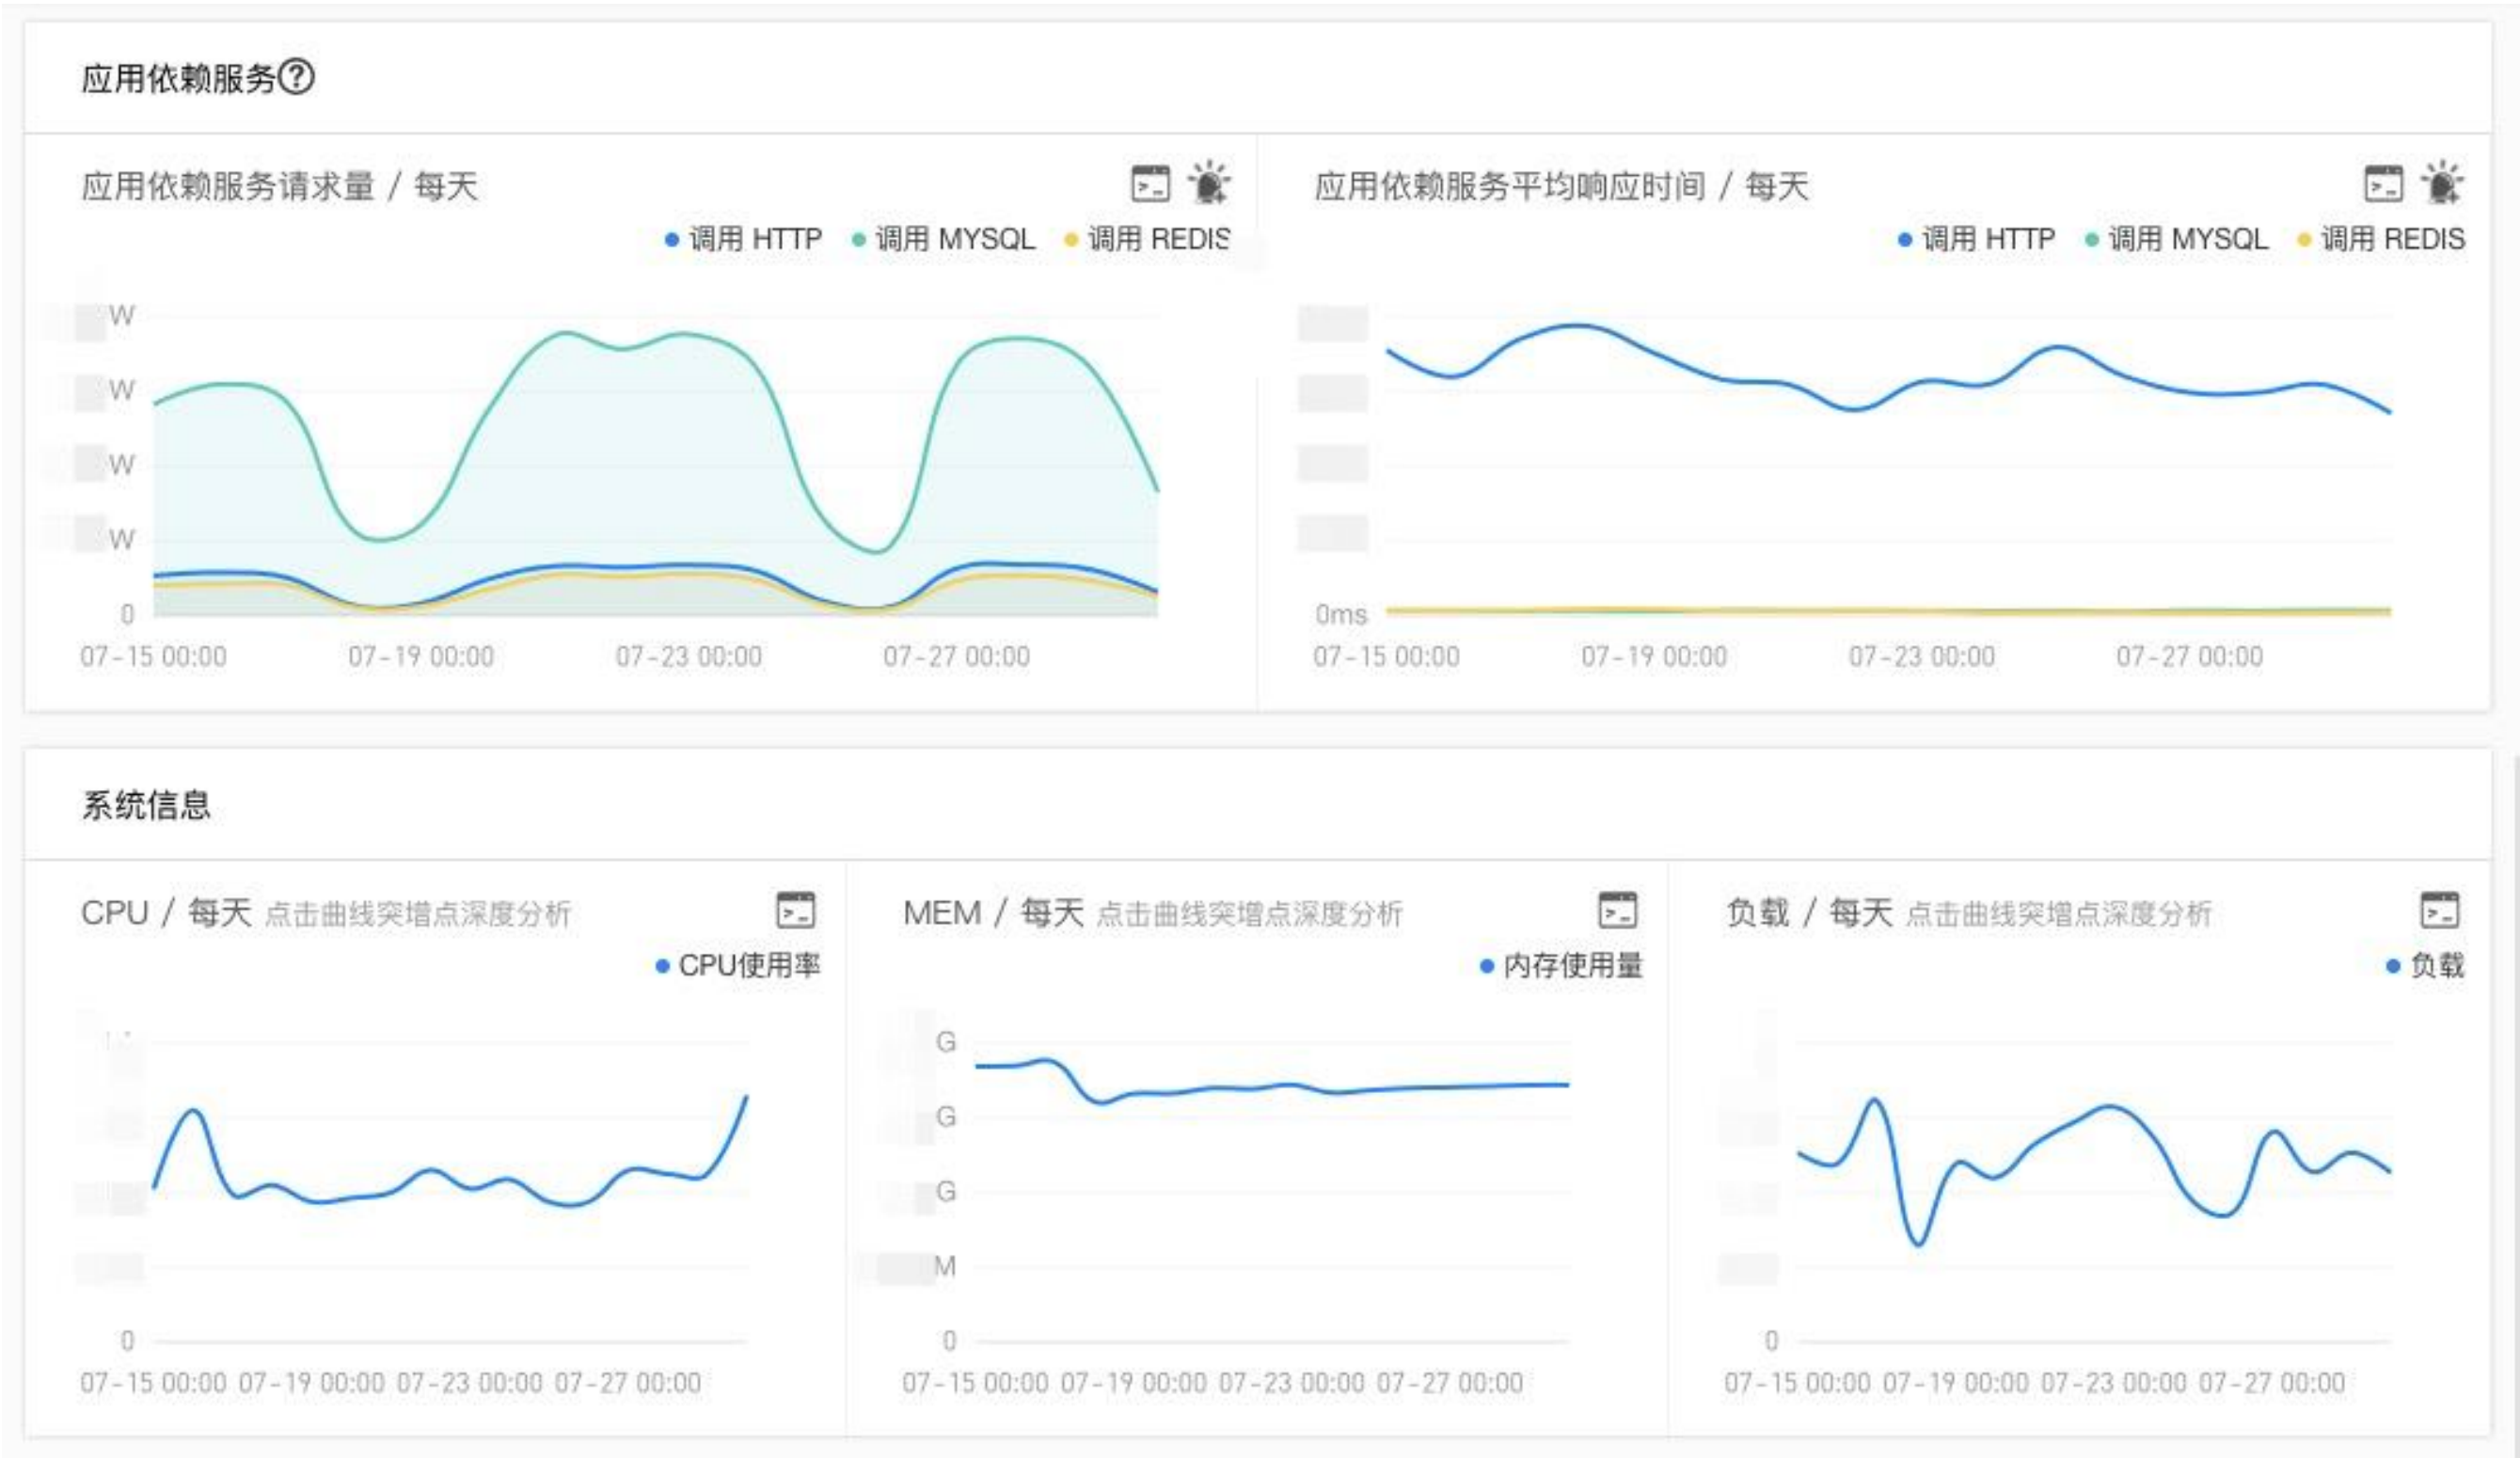 应用依赖服务?
应用依赖服务请求量 / 每天
调用 HTTP 调用 MYSQL 调用 REDIS
W
W
W
W
0
07-15 00:00 07-19 00:00 07-23 00:00 07-27 00:00
应用依赖服务平均响应时间 / 每天
调用 HTTP 调用 MYSQL 调用 REDIS
0ms
07-15 00:00 07-19 00:00 07-23 00:00 07-27 00:00
系统信息
CPU / 每天 点击曲线突增点深度分析
CPU使用率
0
07-15 00:00 07-19 00:00 07-23 00:00 07-27 00:00
MEM / 每天 点击曲线突增点深度分析
内存使用量
G
G
G
M
0
07-15 00:00 07-19 00:00 07-23 00:00 07-27 00:00
负载 / 每天 点击曲线突增点深度分析
负载
0
07-15 00:00 07-19 00:00 07-23 00:00 07-27 00:00